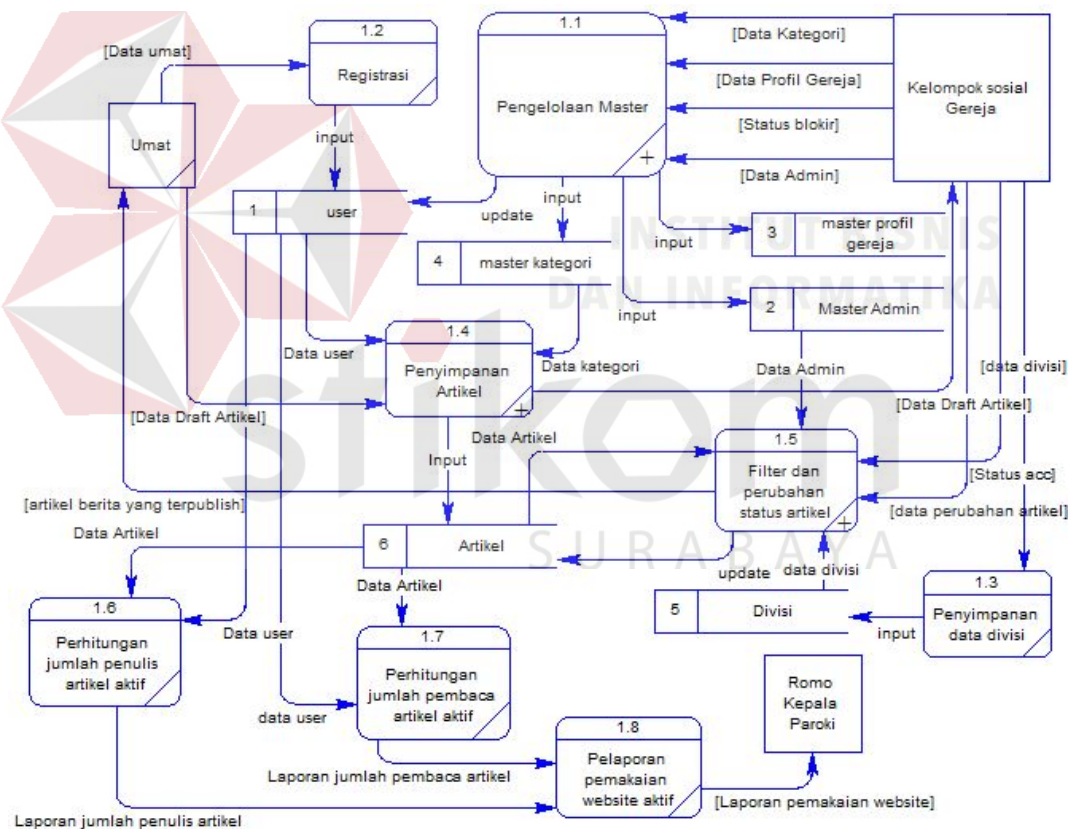 [Data umat]
1.2
Registrasi
1.1
Pengelolaan Master
+
[Data Kategori]
[Data Profil Gereja]
[Status blokir]
[Data Admin]
Kelompok sosial
Gereja
Umat
input
1
user
update
input
4
master kategori
input
3
master profil
gereja
input
2
Master Admin
INSTITUT BISNIS
DAN INFORMATIKA
Data user
1.4
Penyimpanan
Artikel
+
Data kategori
Data Admin
[data divisi]
[Data Draft Artikel]
[Data Draft Artikel]
stikom
Input
Data Artikel
1.5
Filter dan
perubahan
status artikel
+
[Status acc]
[data perubahan artikel]
[artikel berita yang terpublish]
Data Artikel
6
Artikel
SURABAYA
Data Artikel
update
data divisi
1.3
Penyimpanan
data divisi
5
Divisi
input
1.6
Perhitungan
jumlah penulis
artikel aktif
Data user
1.7
Perhitungan
jumlah pembaca
artikel aktif
data user
Romo
Kepala
Paroki
1.8
Pelaporan
pemakaian
website aktif
Laporan jumlah pembaca artikel
[Laporan pemakaian website]
Laporan jumlah penulis artikel